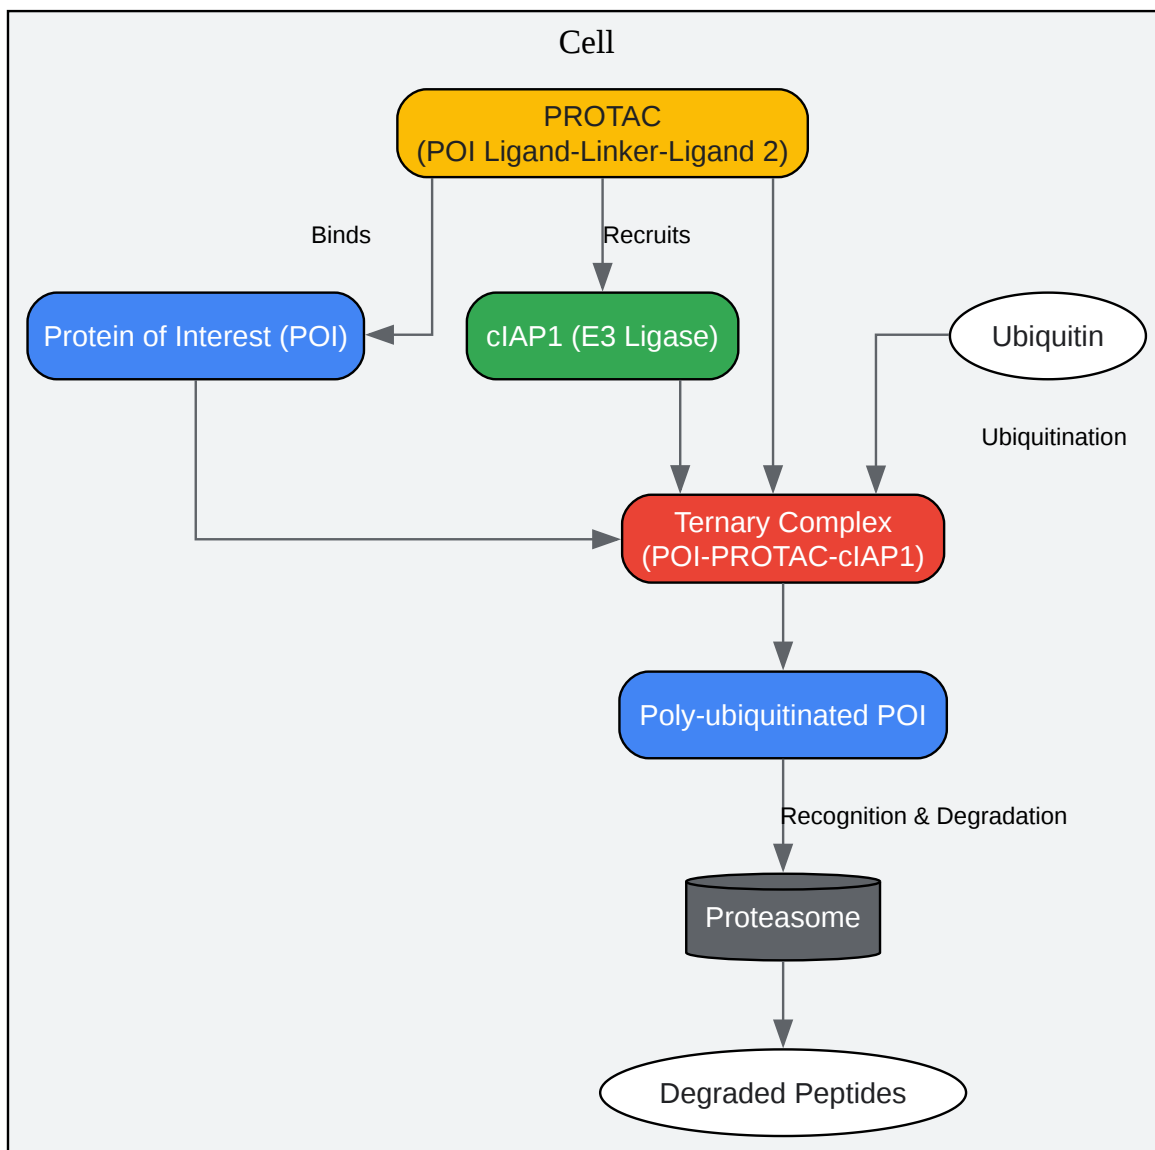 Cell
PROTAC
(POI Ligand-Linker-Ligand 2)
Binds
Recruits
Protein of Interest (POI)
cIAP1 (E3 Ligase)
Ubiquitin
Ubiquitination
Ternary Complex
(POI-PROTAC-cIAP1)
Poly-ubiquitinated POI
Recognition & Degradation
Proteasome
Degraded Peptides